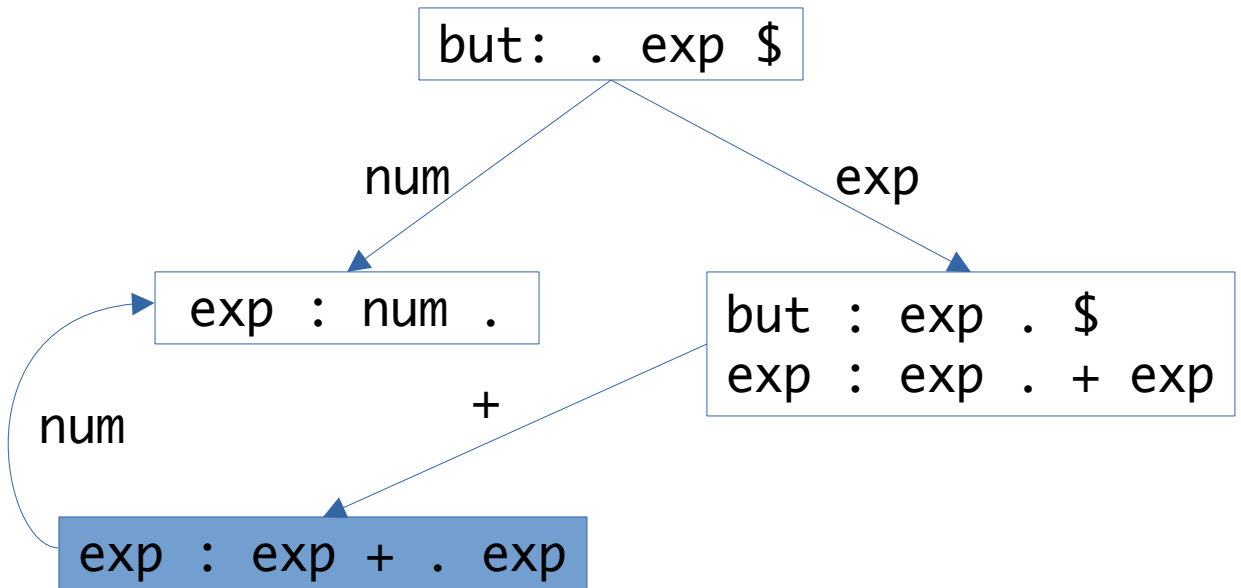 but: . exp $
num
exp
exp : num .
but : exp . $
exp : exp . + exp
+
num
exp : exp + . exp